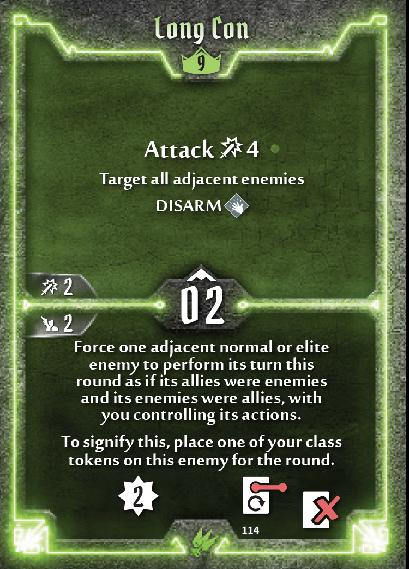 Long Con
9
Attack 4
Target all adjacent enemies
DISARM
2
02
2
Force one adjacent normal or elite
enemy to perform its turn this
round as if its allies were enemies
and its enemies were allies, with
you controlling its actions.
To signify this, place one of your class
tokens on this enemy for the round.
2
114